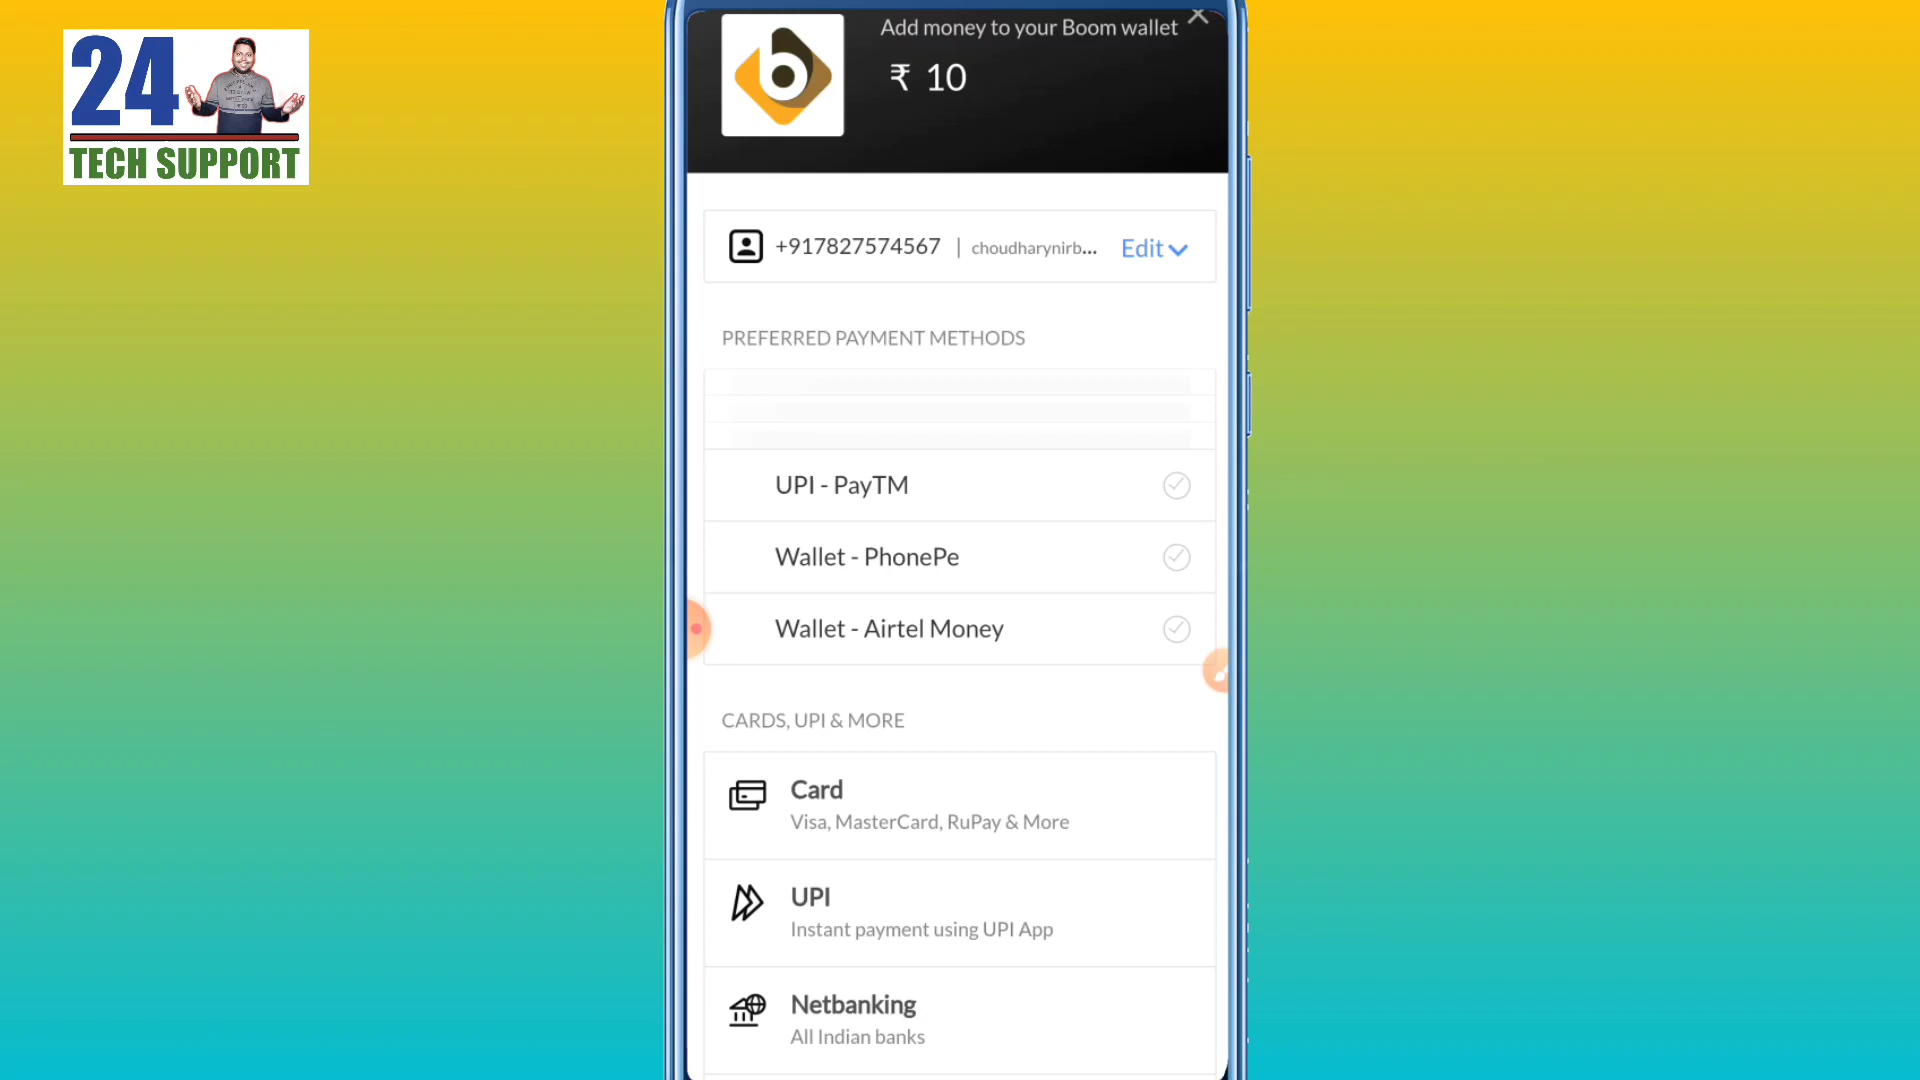 24
TECH SUPPORT
Add money to your Boom wallet
₹ 10
+917827574567 | choudharynirb... Edit
PREFERRED PAYMENT METHODS
UPI - PayTM
Wallet - PhonePe
Wallet - Airtel Money
CARDS, UPI & MORE
Card
Visa, MasterCard, RuPay & More
UPI
Instant payment using UPI App
Netbanking
All Indian banks